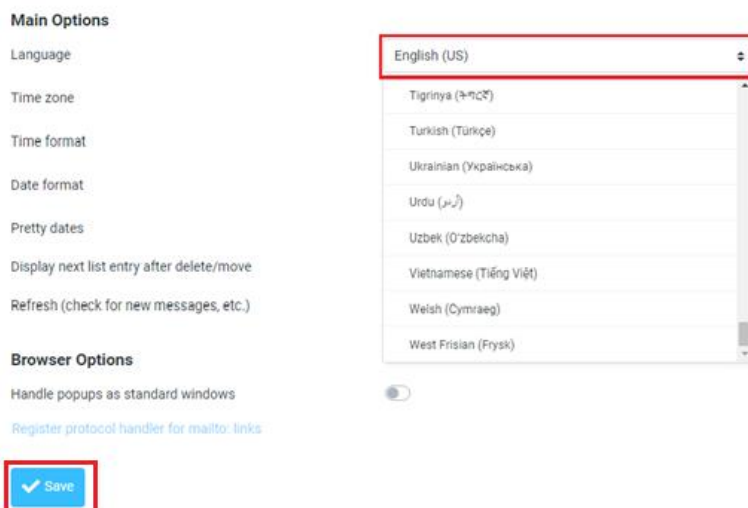 Main Options
Language
English (US)
Time zone
Tigrinya (ትግርኛ)
Turkish (Türkçe)
Time format
Ukrainian (Українська)
Date format
Urdu (اُردو)
Pretty dates
Uzbek (Oʻzbekcha)
Display next list entry after delete/move
Vietnamese (Tiếng Việt)
Refresh (check for new messages, etc.)
Welsh (Cymraeg)
West Frisian (Frysk)
Browser Options
Handle popups as standard windows
Register protocol handler for mailto: links
Save